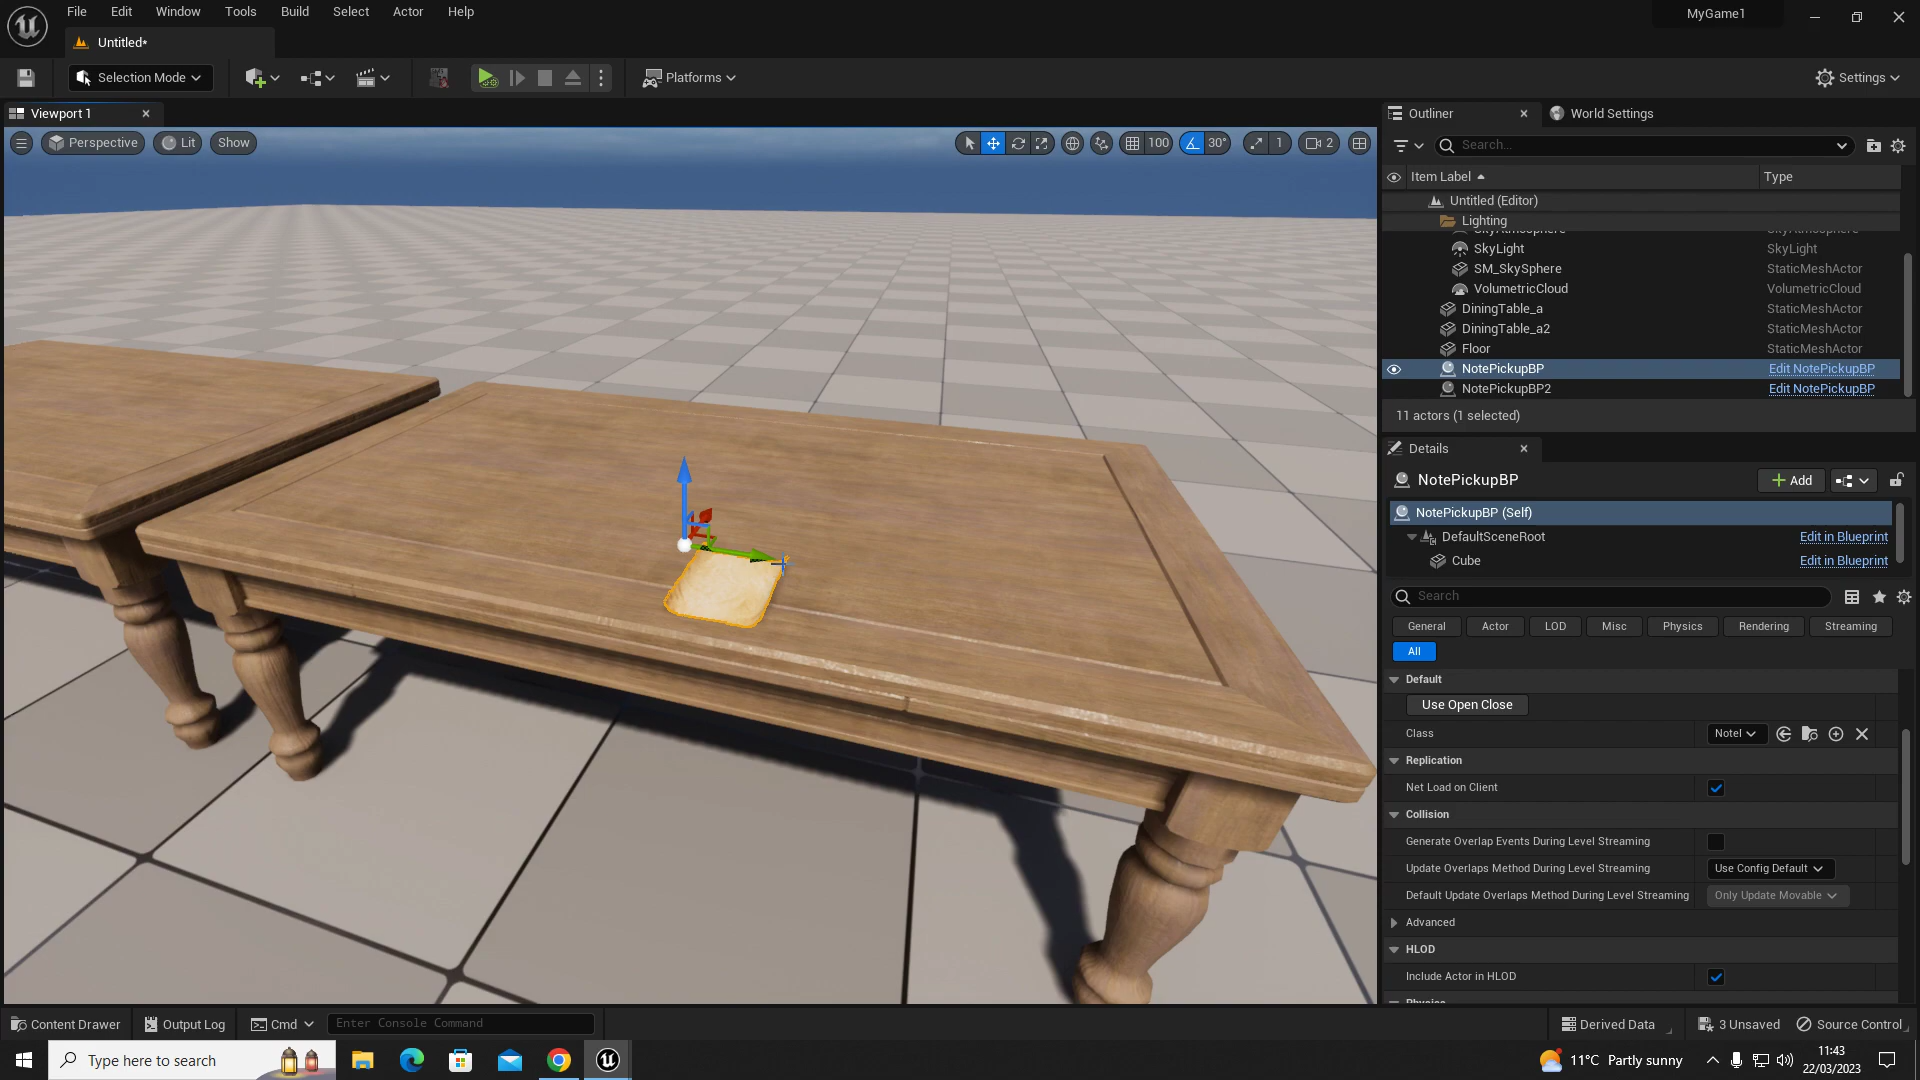 File Edit Window Tools Build Select Actor Help
MyGame1
Untitled*
Selection Mode
Platforms
Settings
Viewport 1
Perspective Lit Show
100 30° 1 2
Outliner
World Settings
Search...
Item Label Type
Untitled (Editor)
Lighting
SkyAtmosphere SkyAtmosphere
SkyLight SkyLight
SM_SkySphere StaticMeshActor
VolumetricCloud VolumetricCloud
DiningTable_a StaticMeshActor
DiningTable_a2 StaticMeshActor
Floor StaticMeshActor
NotePickupBP Edit NotePickupBP
NotePickupBP2 Edit NotePickupBP
11 actors (1 selected)
Details
NotePickupBP
Add
NotePickupBP (Self)
DefaultSceneRoot Edit in Blueprint
Cube Edit in Blueprint
Search
General Actor LOD Misc Physics Rendering Streaming
All
Default
Use Open Close
Class NoteI
Replication
Net Load on Client
Collision
Generate Overlap Events During Level Streaming
Update Overlaps Method During Level Streaming Use Config Default
Default Update Overlaps Method During Level Streaming Only Update Movable
Advanced
HLOD
Include Actor in HLOD
Physics
Content Drawer Output Log Cmd Enter Console Command
Derived Data 3 Unsaved Source Control
Type here to search
11°C Partly sunny
11:43
22/03/2023